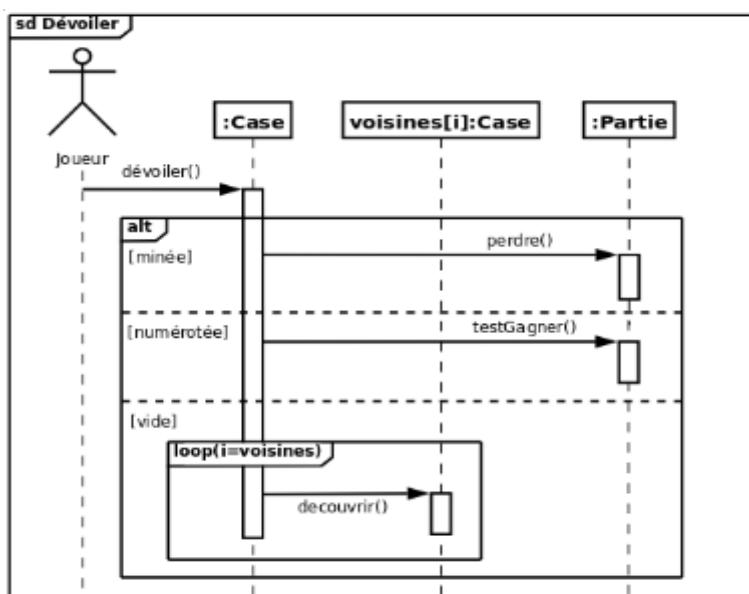 sd Dévoiler
:Case
voisines[i]:Case
:Partie
Joueur
dévoiler()
alt
[minée]
perdre()
[numérotée]
testGagner()
[vide]
loop(i=voisines)
decouvrir()